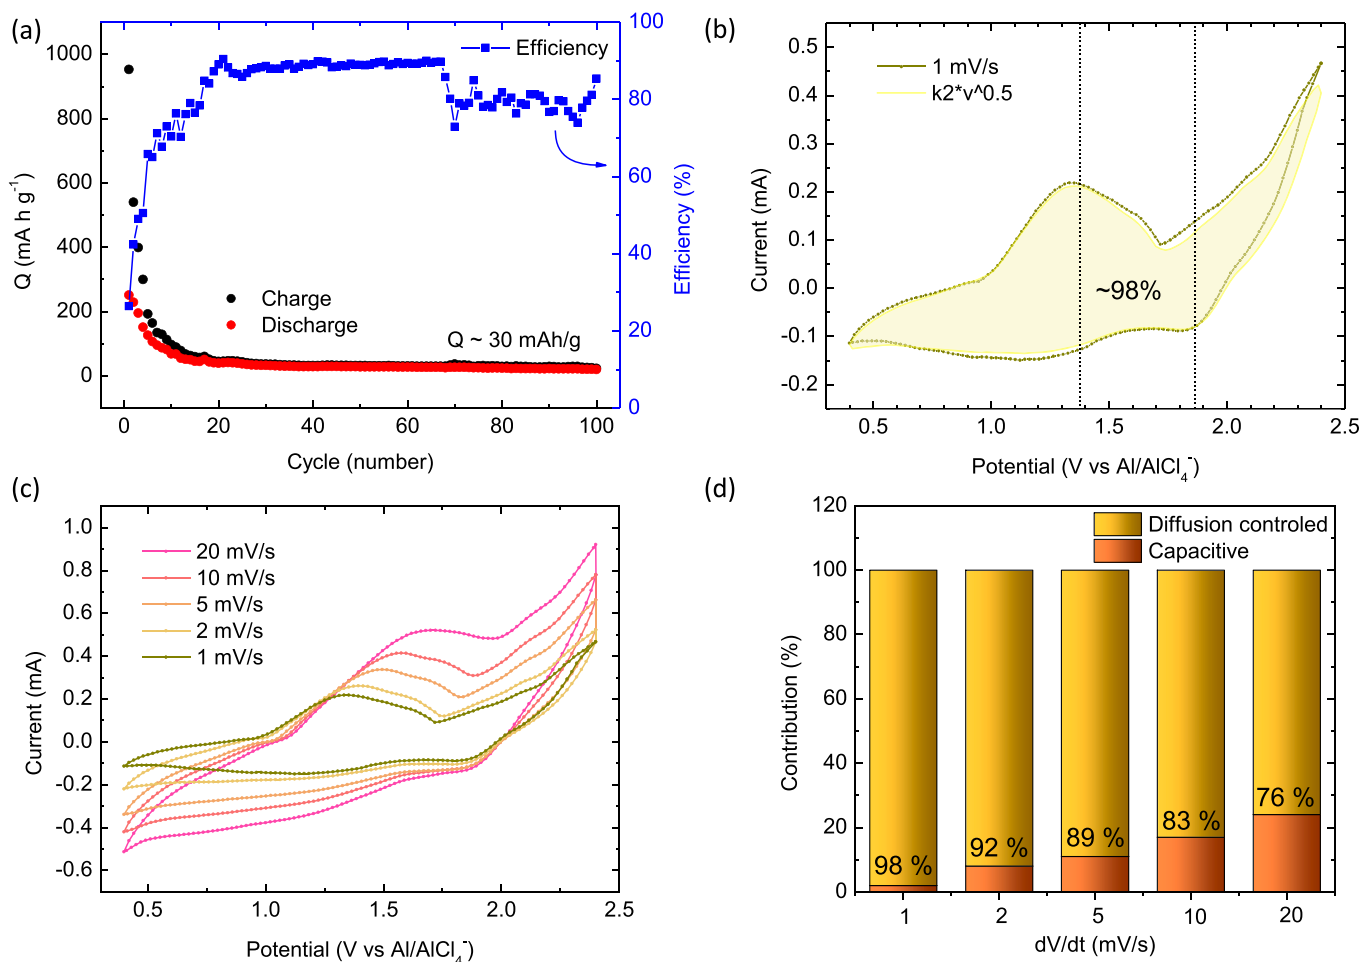 (a)
1000
800
600
400
200
0
Q (mA h g-1)
Efficiency
Charge
Discharge
Q ~ 30 mAh/g
100
80
60
40
20
0
Efficiency (%)
0 20 40 60 80 100
Cycle (number)
(b)
0.5
0.4
0.3
0.2
0.1
0.0
-0.1
-0.2
Current (mA)
1 mV/s
k2*v^0.5
~98%
0.5 1.0 1.5 2.0 2.5
Potential (V vs Al/AlCl4-)
(c)
1.0
0.8
0.6
0.4
0.2
0.0
-0.2
-0.4
-0.6
Current (mA)
20 mV/s
10 mV/s
5 mV/s
2 mV/s
1 mV/s
0.5 1.0 1.5 2.0 2.5
Potential (V vs Al/AlCl4-)
(d)
120
100
80
60
40
20
0
Contribution (%)
Diffusion controled
Capacitive
98 % 92 % 89 % 83 % 76 %
1 2 5 10 20
dV/dt (mV/s)